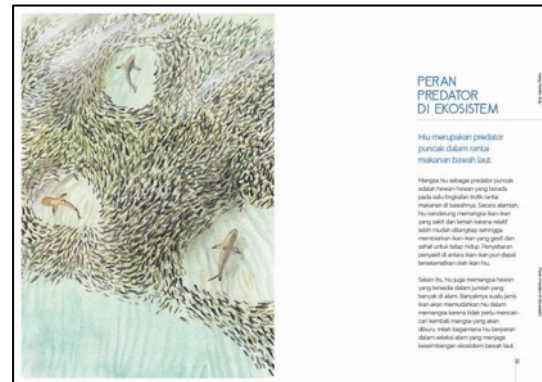 PERAN
PREDATOR
DI EKOSISTEM
Hiu merupakan predator
puncak dalam rantai
makanan bawah laut.
Mangsa hiu sebagai predator puncak
adalah hewan-hewan yang berada
pada satu tingkatan trofik rantai
makanan di bawahnya. Secara alamiah,
hiu cenderung memangsa ikan-ikan
yang sakit dan lemah karena relatif
lebih mudah ditangkap sehingga
membiarkan ikan-ikan yang gesit dan
sehat untuk tetap hidup. Penyebaran
penyakit di antara ikan-ikan pun dapat
terselamatkan oleh ikan hiu.
Selain itu, hiu juga memangsa hewan
yang tersedia dalam jumlah yang
banyak di alam. Banyaknya suatu jenis
ikan akan memudahkan hiu dalam
memangsa karena tidak perlu mencari-
cari kembali mangsa yang akan
diburu. Inilah bagaimana hiu berperan
dalam seleksi alam yang menjaga
keseimbangan ekosistem bawah laut.